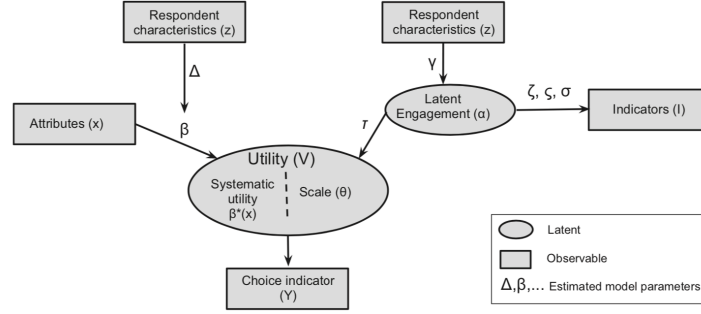 Respondent
characteristics (z)
Respondent
characteristics (z)
Δ
γ
Attributes (x)
β
Latent
Engagement (α)
ζ, ς, σ
Indicators (I)
τ
Utility (V)
Systematic
utility
β*(x)
Scale (θ)
Choice indicator
(Y)
Latent
Observable
Δ,β,... Estimated model parameters